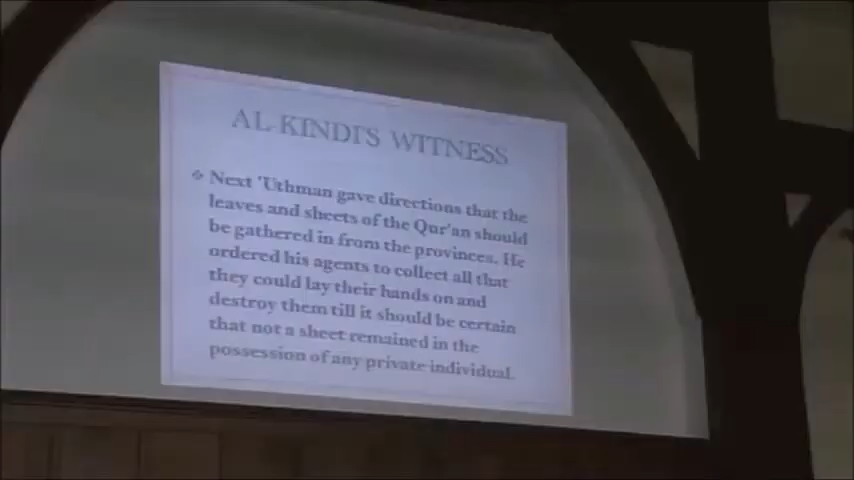 AL-KINDI'S WITNESS
❖ Next 'Uthman gave directions that the
leaves and sheets of the Qur'an should
be gathered in from the provinces. He
ordered his agents to collect all that
they could lay their hands on and
destroy them till it should be certain
that not a sheet remained in the
possession of any private individual.